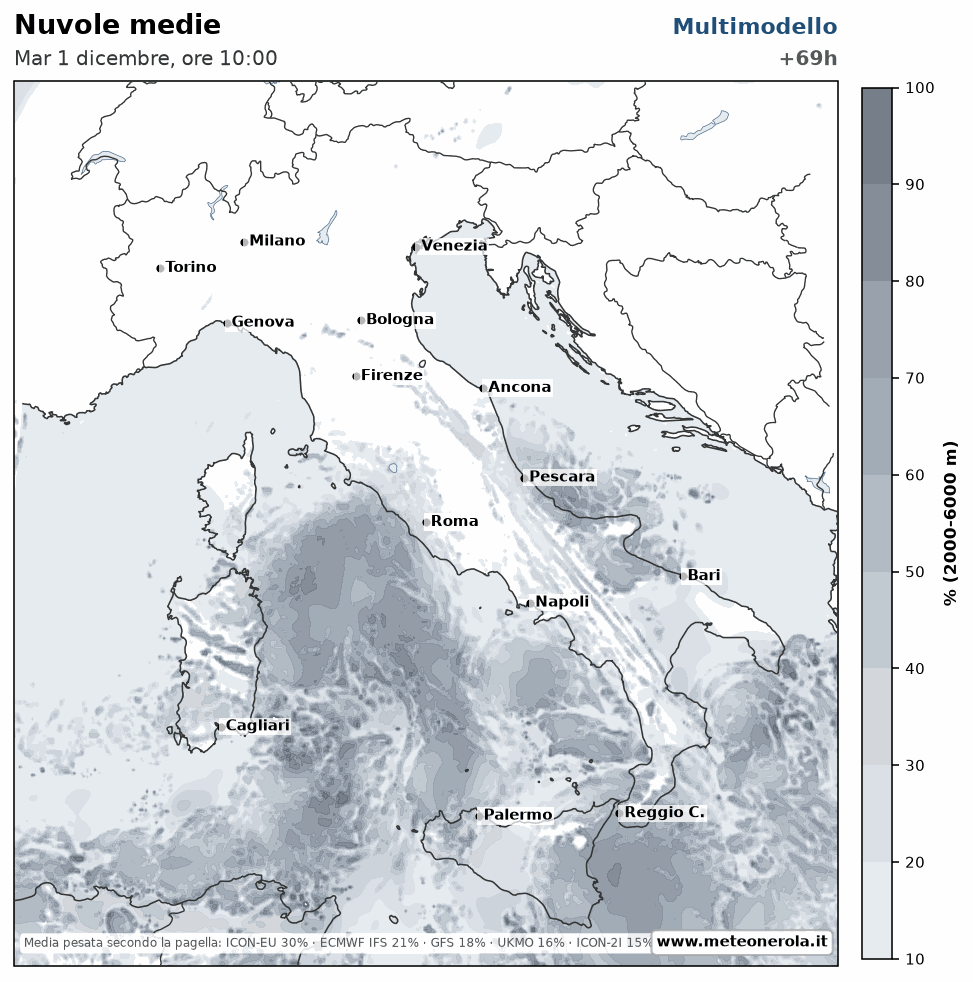 Nuvole medie
Multimodello
Mar 1 dicembre, ore 10:00
+69h
100
90
80
70
60
50
40
30
20
10
% (2000-6000 m)
Milano
Venezia
Torino
Genova
Bologna
Firenze
Ancona
Pescara
Roma
Bari
Napoli
Cagliari
Palermo
Reggio C.
Media pesata secondo la pagella: ICON-EU 30% · ECMWF IFS 21% · GFS 18% · UKMO 16% · ICON-2I 15%
www.meteonerola.it